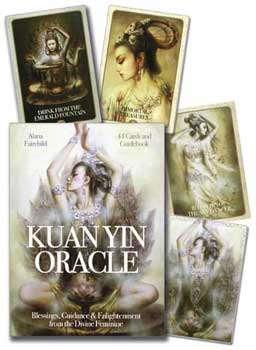 DRINK FROM THE
EMERALD FOUNTAIN
IMMORTAL
TREASURES
Alana
Fairchild
44 Cards and
Guidebook
KUAN YIN
ORACLE
Blessings, Guidance & Enlightenment
from the Divine Feminine